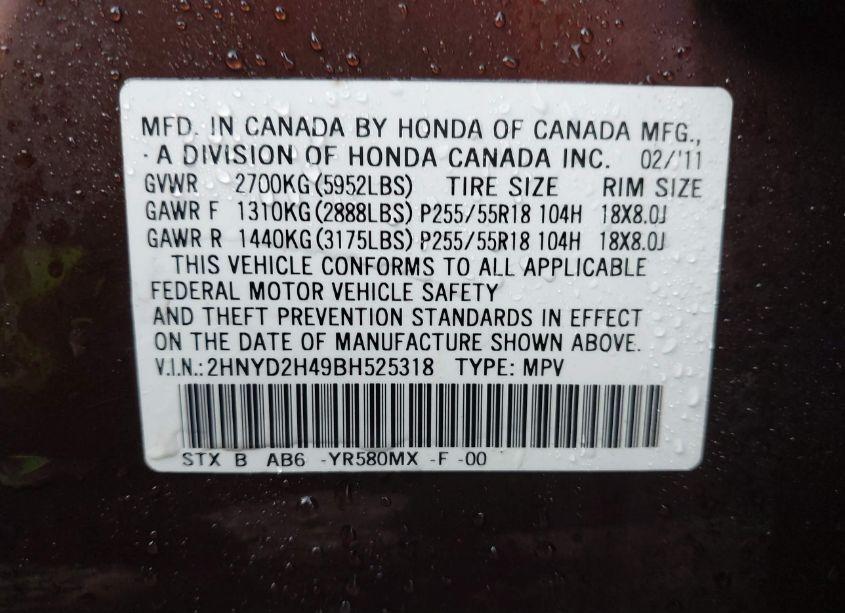 MFD. IN CANADA BY HONDA OF CANADA MFG.,
· A DIVISION OF HONDA CANADA INC. 02/'11
GVWR 2700KG (5952LBS) TIRE SIZE RIM SIZE
GAWR F 1310KG (2888LBS) P255/55R18 104H 18X8.0J
GAWR R 1440KG (3175LBS) P255/55R18 104H 18X8.0J
THIS VEHICLE CONFORMS TO ALL APPLICABLE
FEDERAL MOTOR VEHICLE SAFETY
AND THEFT PREVENTION STANDARDS IN EFFECT
ON THE DATE OF MANUFACTURE SHOWN ABOVE.
V.I.N.: 2HNYD2H49BH525318 TYPE: MPV
STX B AB6 -YR580MX -F -00